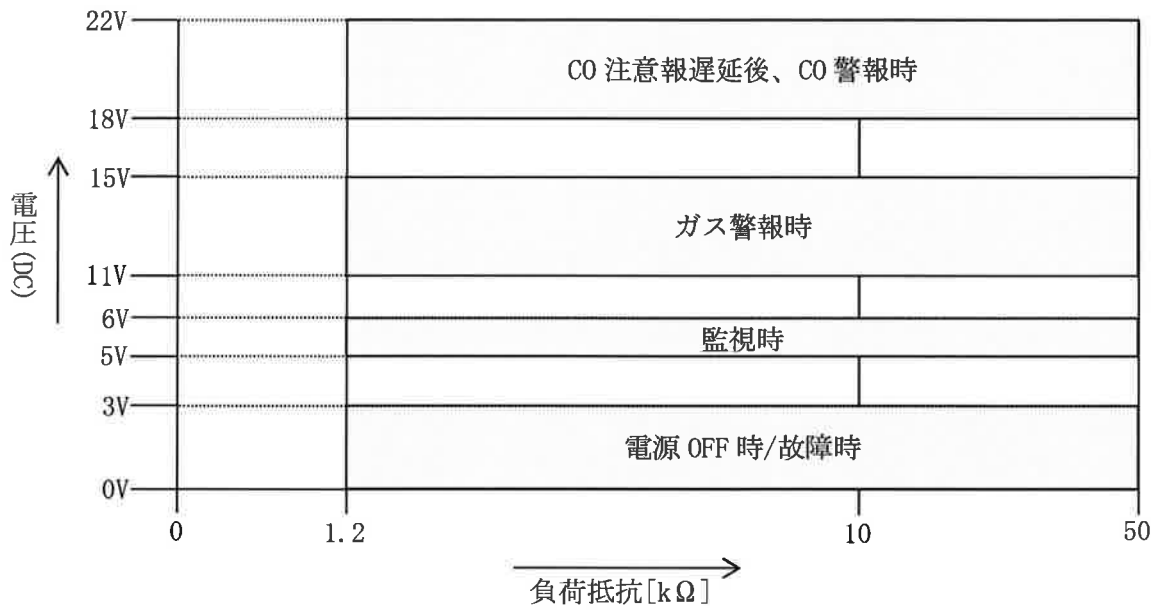 22V
CO 注意報遅延後、CO 警報時
18V
15V
ガス警報時
11V
6V
監視時
5V
3V
電源 OFF 時/故障時
0V
電圧(DC)
0
1.2
10
50
負荷抵抗[kΩ]